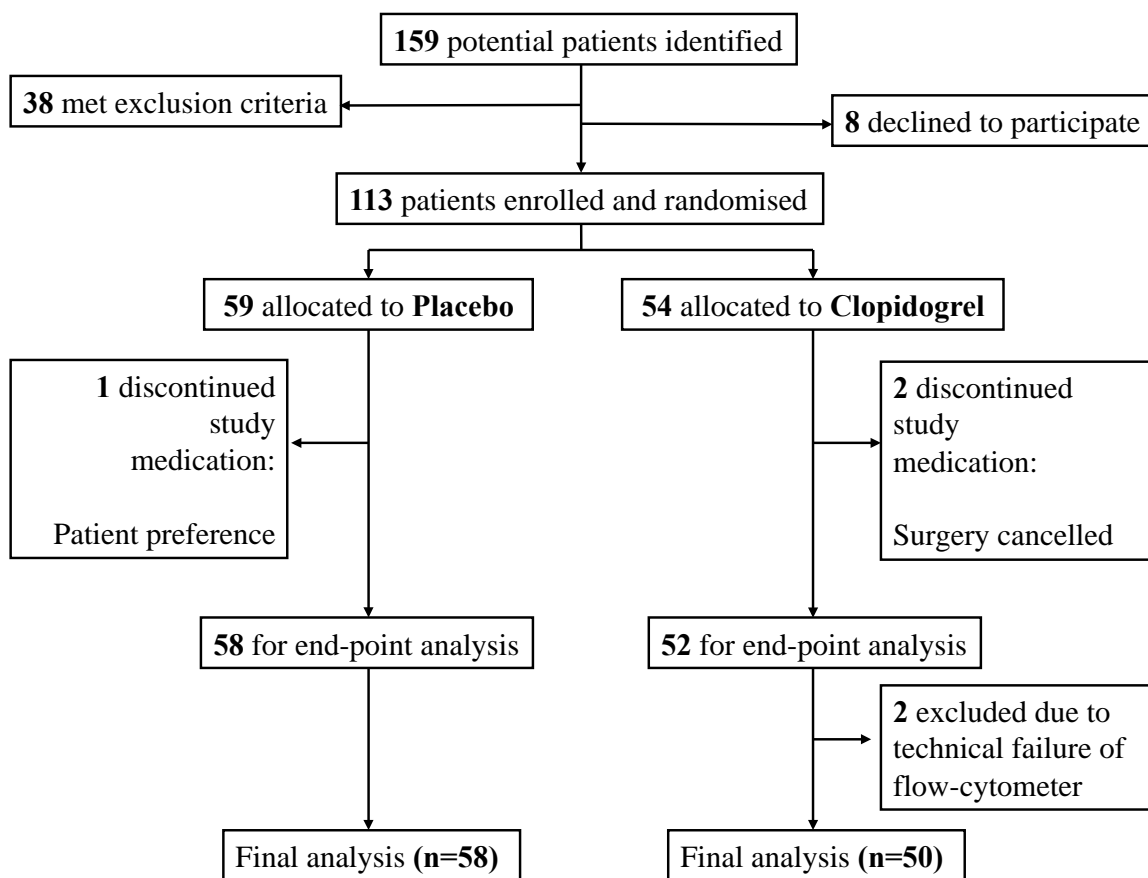 159 potential patients identified
38 met exclusion criteria
8 declined to participate
113 patients enrolled and randomised
59 allocated to Placebo
54 allocated to Clopidogrel
1 discontinued
study
medication:
Patient preference
2 discontinued
study
medication:
Surgery cancelled
58 for end-point analysis
52 for end-point analysis
2 excluded due to
technical failure of
flow-cytometer
Final analysis (n=58)
Final analysis (n=50)